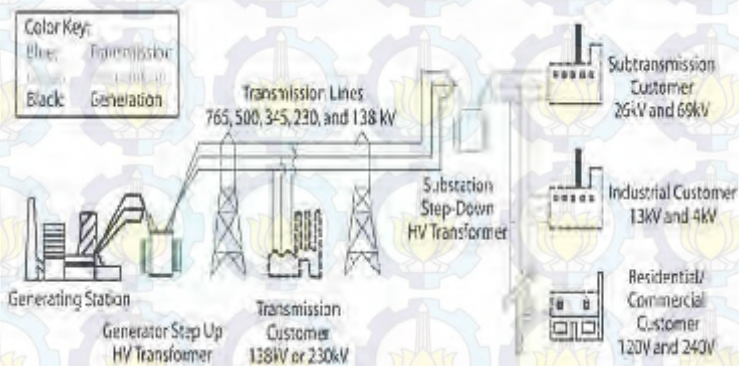 Color Key:
Blue: Transmission
Black: Generation
Transmission Lines
765, 500, 345, 230, and 138 kV
Subtransmission
Customer
26kV and 69kV
Substation
Step-Down
HV Transformer
Industrial Customer
13kV and 4kV
Generating Station
Generator Step Up
HV Transformer
Transmission
Customer
138kV or 230kV
Residential/
Commercial
Customer
120V and 240V